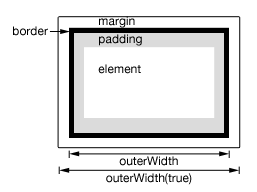 margin
border
padding
element
outerWidth
outerWidth(true)